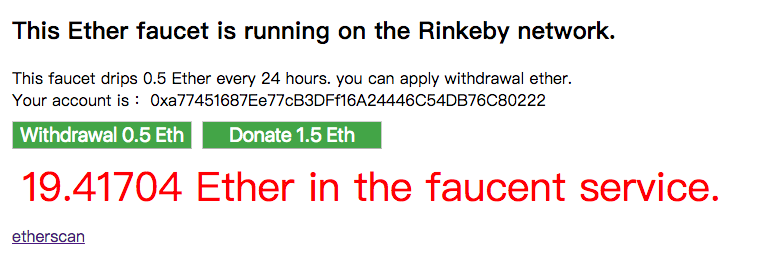 This Ether faucet is running on the Rinkeby network.
This faucet drips 0.5 Ether every 24 hours. you can apply withdrawal ether.
Your account is： 0xa77451687Ee77cB3DFf16A24446C54DB76C80222
Withdrawal 0.5 Eth Donate 1.5 Eth
19.41704 Ether in the faucent service.
etherscan